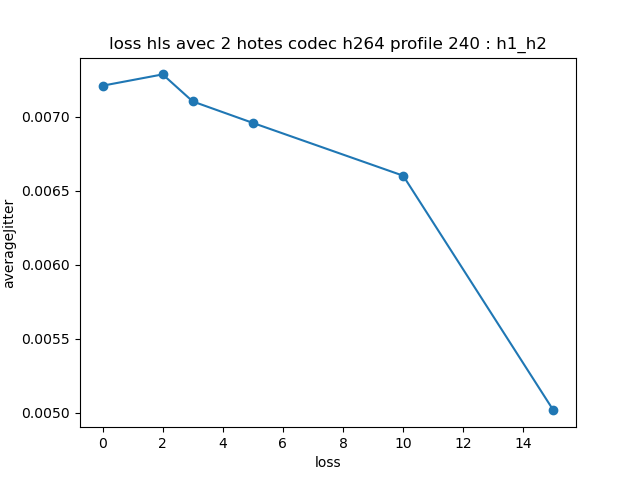 loss hls avec 2 hotes codec h264 profile 240 : h1_h2
averageJitter
0.0070
0.0065
0.0060
0.0055
0.0050
0 2 4 6 8 10 12 14
loss